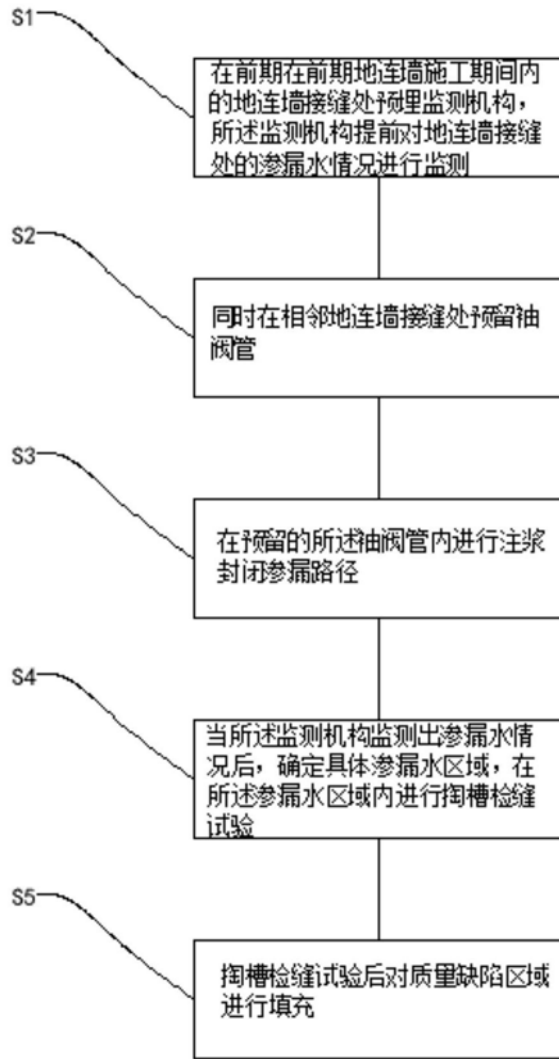 S1
在前期在前期地连墙施工期间内
的地连墙接缝处预埋监测机构，
所述监测机构提前对地连墙接缝
处的渗漏水情况进行监测
S2
同时在相邻地连墙接缝处预留袖
阀管
S3
在预留的所述袖阀管内进行注浆
封闭渗漏路径
S4
当所述监测机构监测出渗漏水情
况后，确定具体渗漏水区域，在
所述渗漏水区域内进行掏槽检缝
试验
S5
掏槽检缝试验后对质量缺陷区域
进行填充